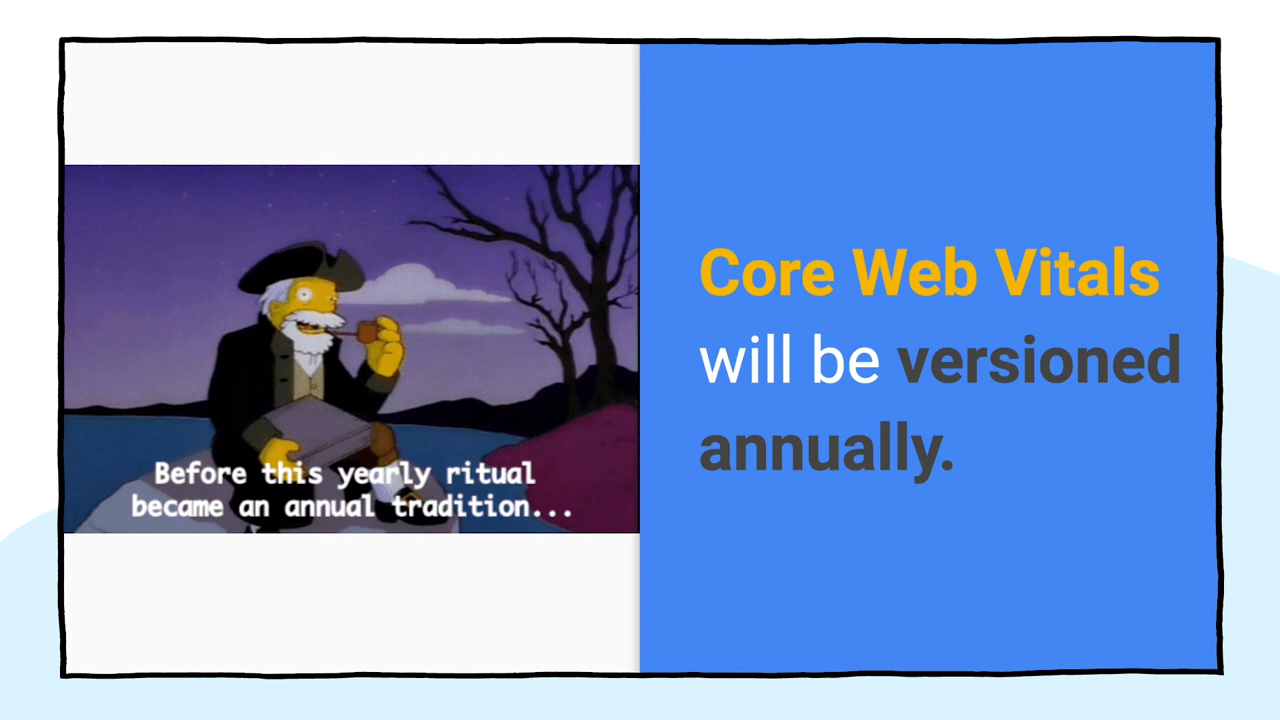 Before this yearly ritual
became an annual tradition...
Core Web Vitals
will be versioned
annually.